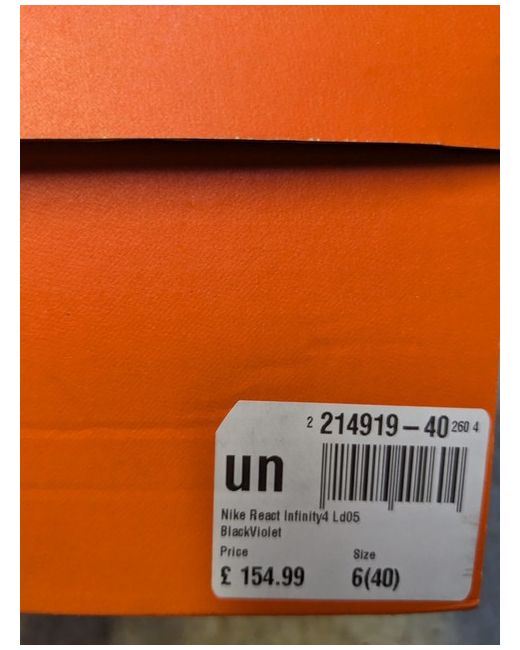 2 214919-40 260 4
un
Nike React Infinity4 Ld05
BlackViolet
Price Size
£ 154.99 6(40)